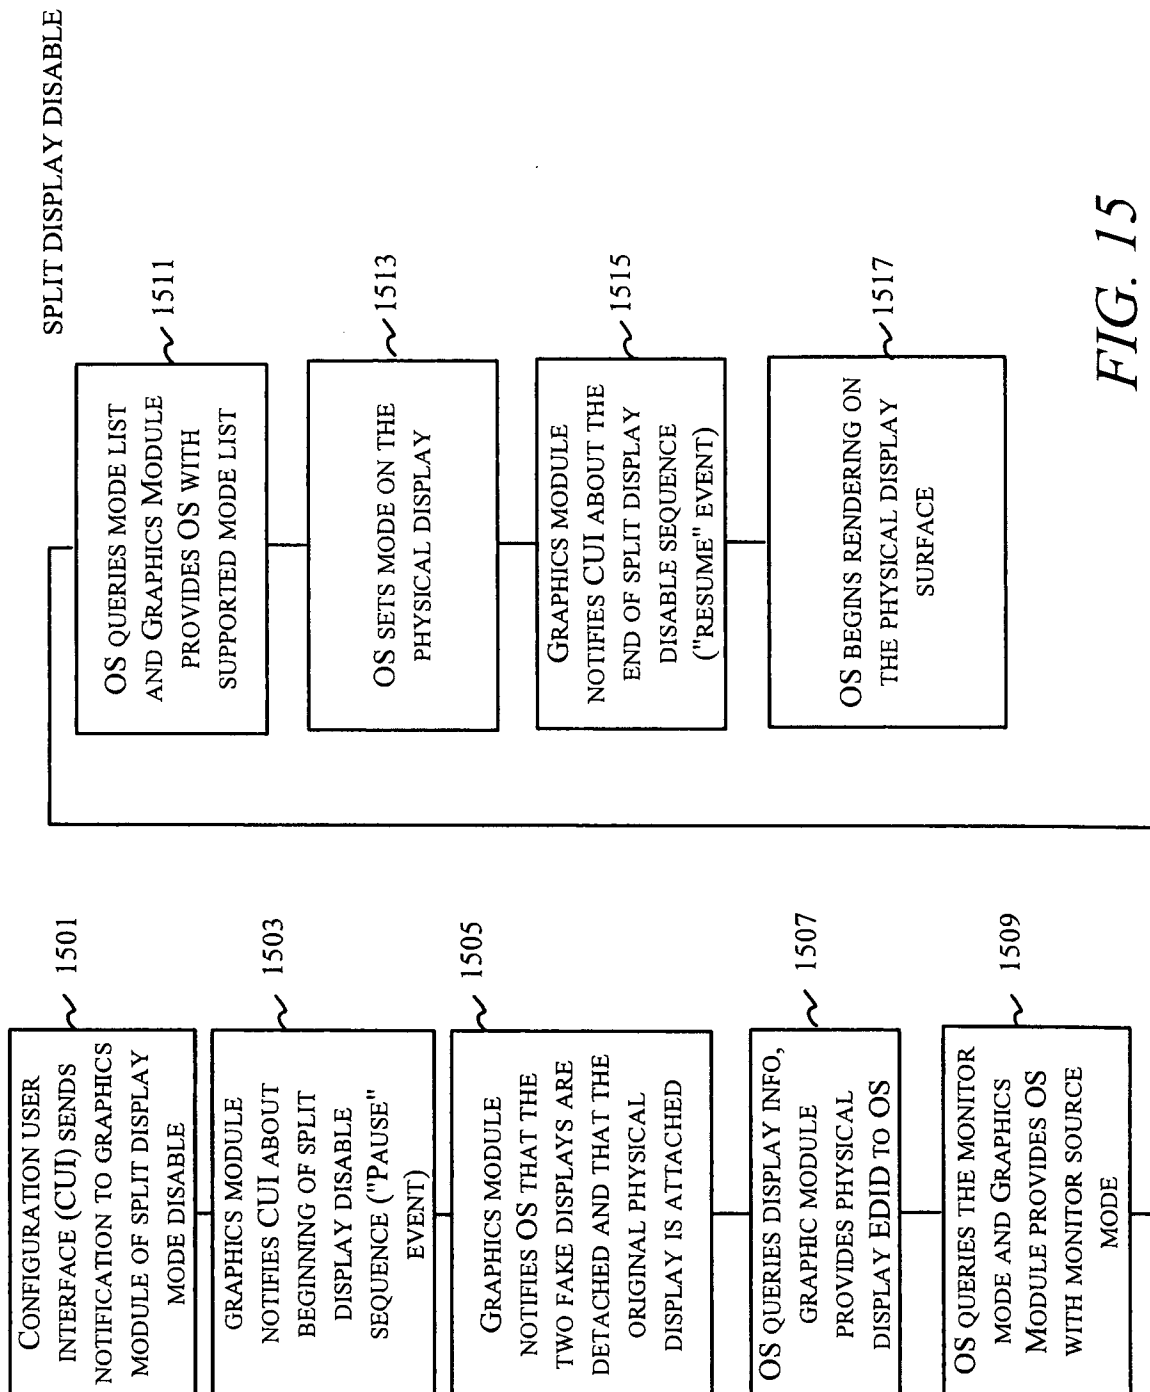 SPLIT DISPLAY DISABLE
CONFIGURATION USER
INTERFACE (CUI) SENDS
NOTIFICATION TO GRAPHICS
MODULE OF SPLIT DISPLAY
MODE DISABLE
1501
GRAPHICS MODULE
NOTIFIES CUI ABOUT
BEGINNING OF SPLIT
DISPLAY DISABLE
SEQUENCE ("PAUSE"
EVENT)
1503
GRAPHICS MODULE
NOTIFIES OS THAT THE
TWO FAKE DISPLAYS ARE
DETACHED AND THAT THE
ORIGINAL PHYSICAL
DISPLAY IS ATTACHED
1505
OS QUERIES DISPLAY INFO,
GRAPHIC MODULE
PROVIDES PHYSICAL
DISPLAY EDID TO OS
1507
OS QUERIES THE MONITOR
MODE AND GRAPHICS
MODULE PROVIDES OS
WITH MONITOR SOURCE
MODE
1509
OS QUERIES MODE LIST
AND GRAPHICS MODULE
PROVIDES OS WITH
SUPPORTED MODE LIST
1511
OS SETS MODE ON THE
PHYSICAL DISPLAY
1513
GRAPHICS MODULE
NOTIFIES CUI ABOUT THE
END OF SPLIT DISPLAY
DISABLE SEQUENCE
("RESUME" EVENT)
1515
OS BEGINS RENDERING ON
THE PHYSICAL DISPLAY
SURFACE
1517
FIG. 15